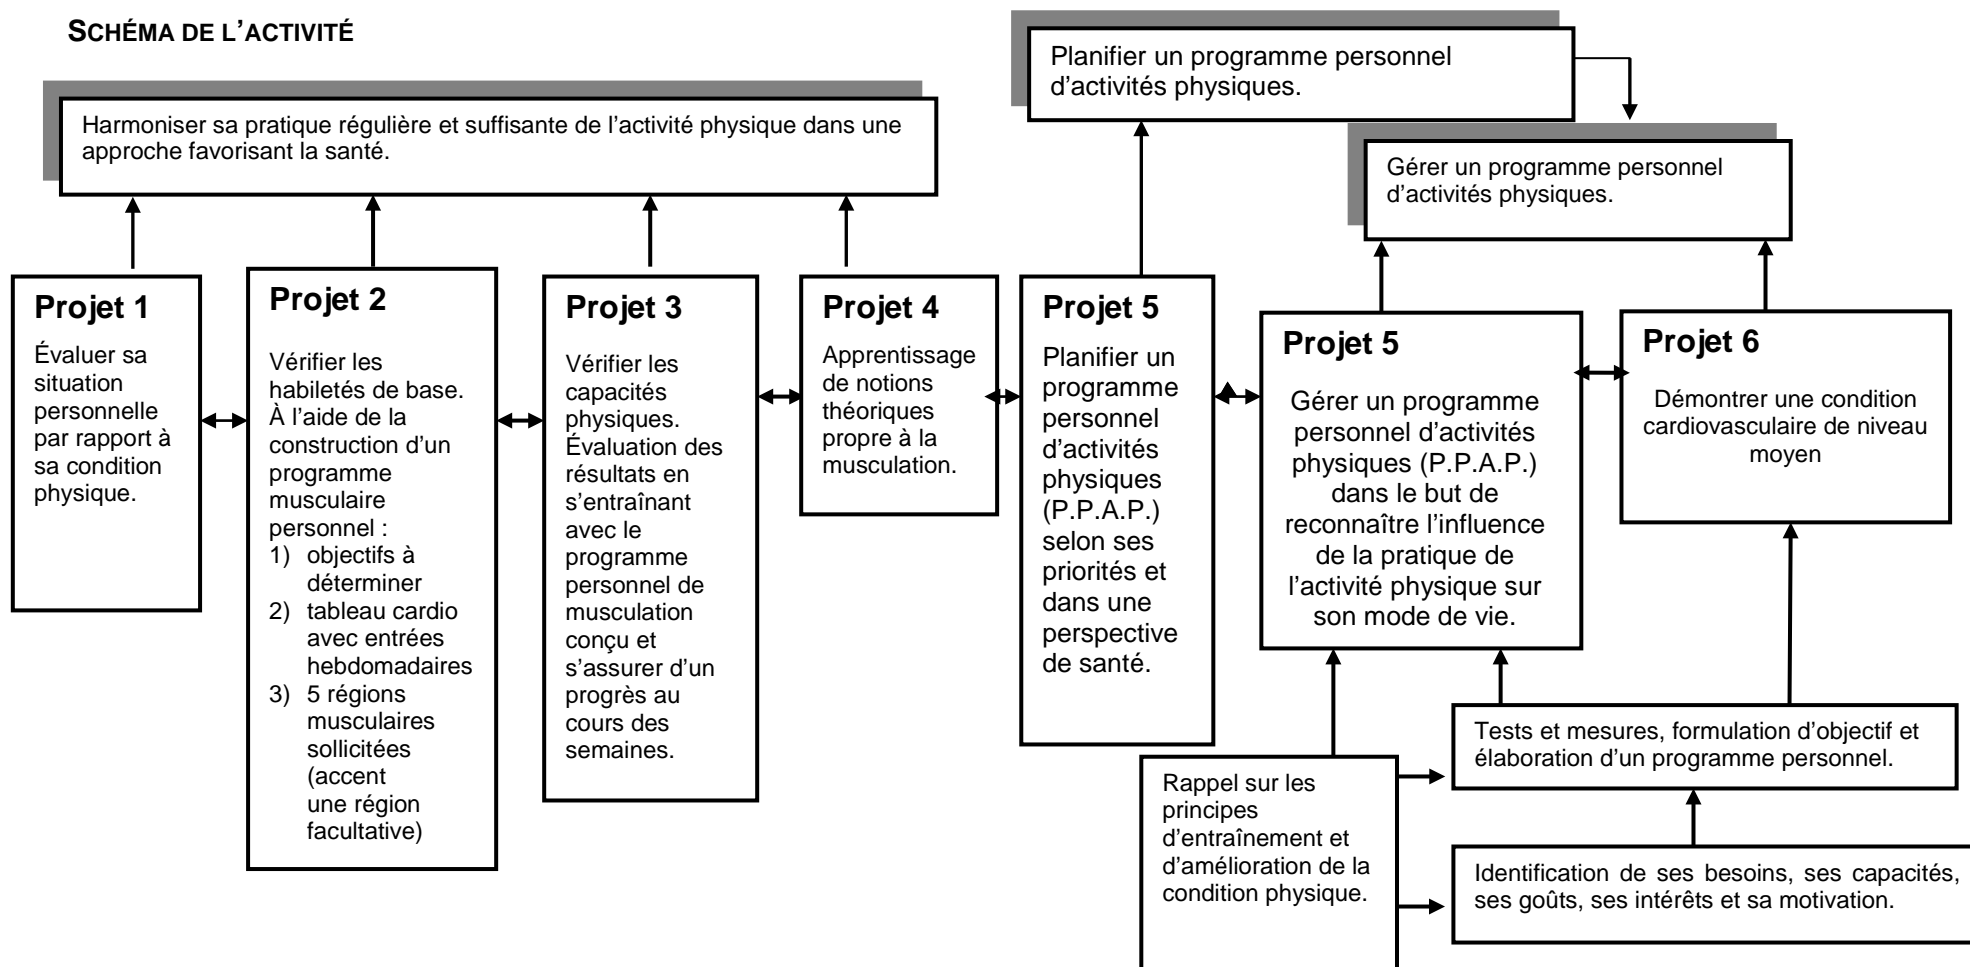 SCHÉMA DE L’ACTIVITÉ
Harmoniser sa pratique régulière et suffisante de l’activité physique dans une
approche favorisant la santé.
Planifier un programme personnel
d’activités physiques.
Gérer un programme personnel
d’activités physiques.
Projet 1
Évaluer sa
situation
personnelle
par rapport à
sa condition
physique.
Projet 2
Vérifier les
habiletés de base.
À l’aide de la
construction d’un
programme
musculaire
personnel :
1) objectifs à
déterminer
2) tableau cardio
avec entrées
hebdomadaires
3) 5 régions
musculaires
sollicitées
(accent
une région
facultative)
Projet 3
Vérifier les
capacités
physiques.
Évaluation des
résultats en
s’entraînant
avec le
programme
personnel de
musculation
conçu et
s’assurer d’un
progrès au
cours des
semaines.
Projet 4
Apprentissage
de notions
théoriques
propre à la
musculation.
Projet 5
Planifier un
programme
personnel
d’activités
physiques
(P.P.A.P.)
selon ses
priorités et
dans une
perspective
de santé.
Projet 5
Gérer un programme
personnel d’activités
physiques (P.P.A.P.)
dans le but de
reconnaître l’influence
de la pratique de
l’activité physique sur
son mode de vie.
Projet 6
Démontrer une condition
cardiovasculaire de niveau
moyen
Rappel sur les
principes
d’entraînement et
d’amélioration de la
condition physique.
Tests et mesures, formulation d’objectif et
élaboration d’un programme personnel.
Identification de ses besoins, ses capacités,
ses goûts, ses intérêts et sa motivation.